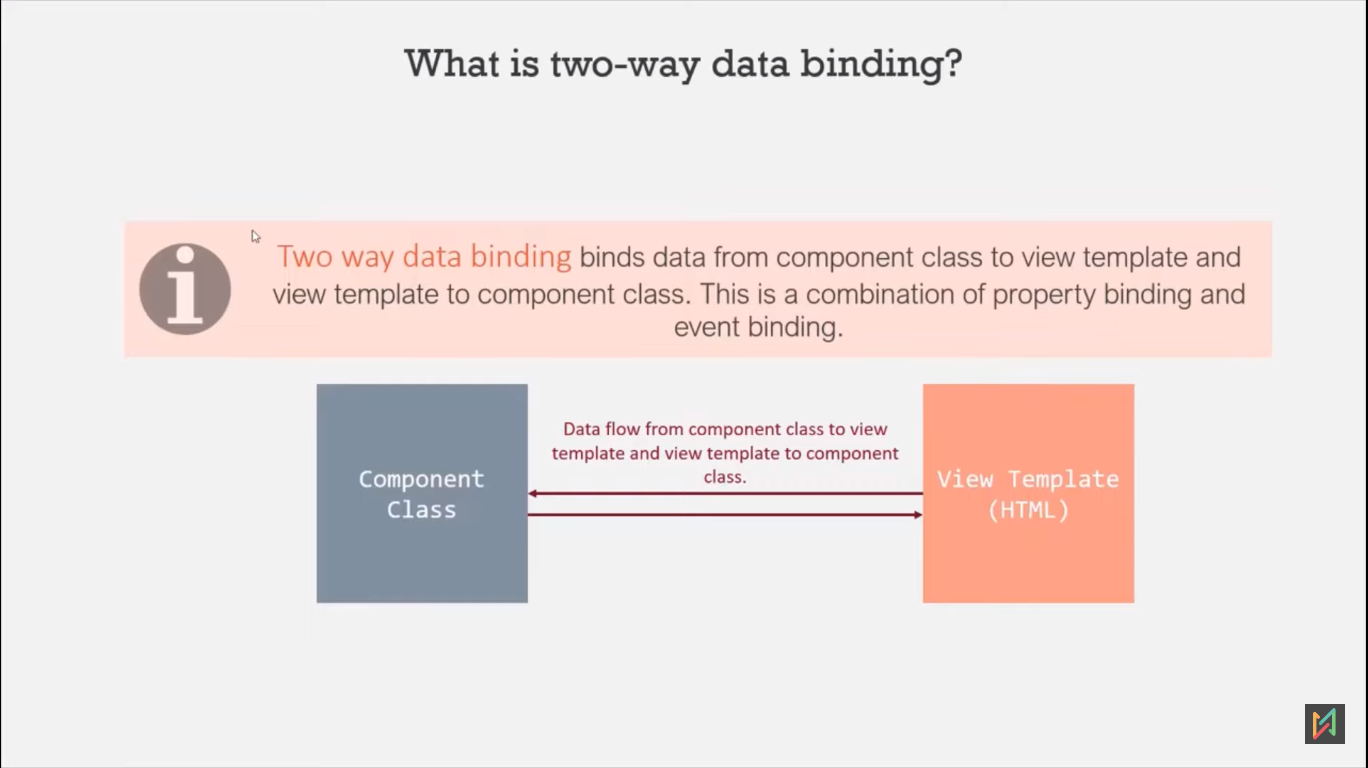 What is two-way data binding?
Two way data binding binds data from component class to view template and
view template to component class. This is a combination of property binding and
event binding.
Data flow from component class to view
template and view template to component
class.
Component
Class
View Template
(HTML)